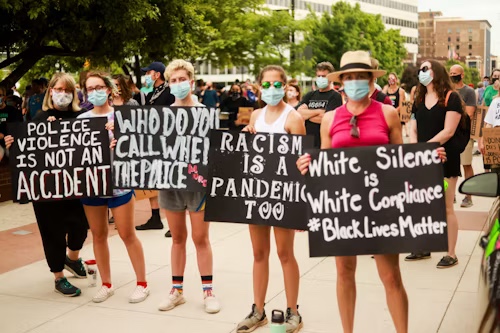 POLICE
VIOLENCE
IS NOT AN
ACCIDENT
WHO DO YOU
CALL WHEN
THE POLICE
RACISM
IS A
PANDEMIC
TOO
White Silence
is
White Compliance
#Black Lives Matter